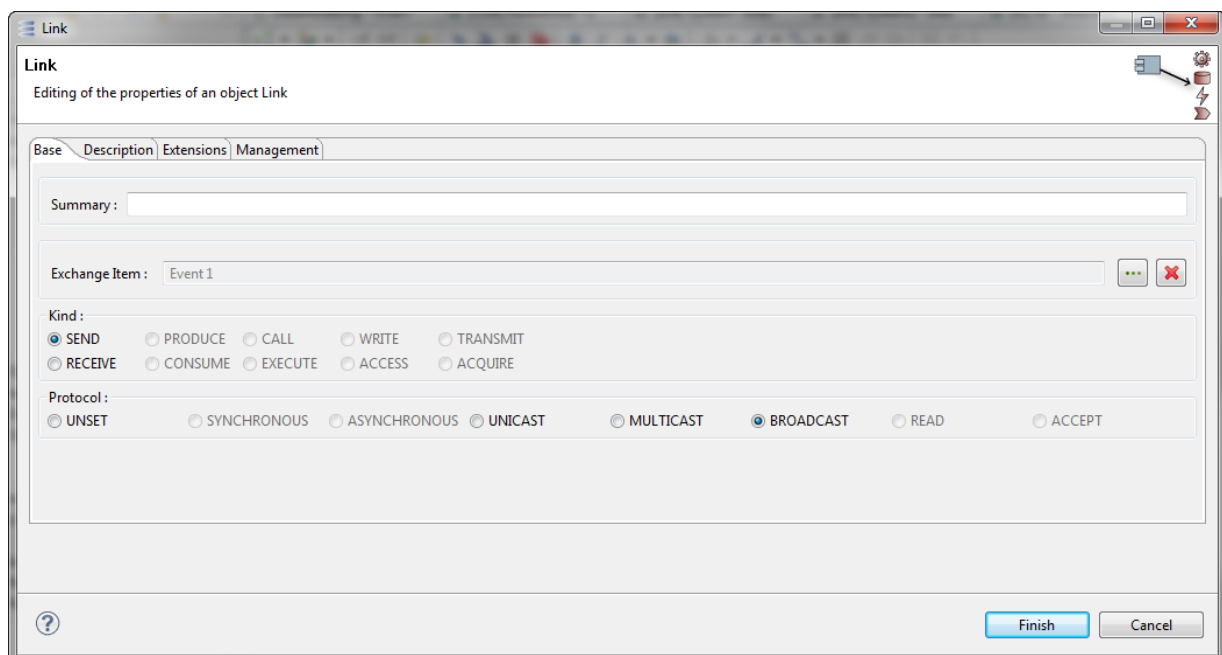 Link
Link
Editing of the properties of an object Link
Base Description Extensions Management
Summary :
Exchange Item : Event 1
Kind :
SEND PRODUCE CALL WRITE TRANSMIT
RECEIVE CONSUME EXECUTE ACCESS ACQUIRE
Protocol :
UNSET SYNCHRONOUS ASYNCHRONOUS UNICAST MULTICAST BROADCAST READ ACCEPT
Finish Cancel